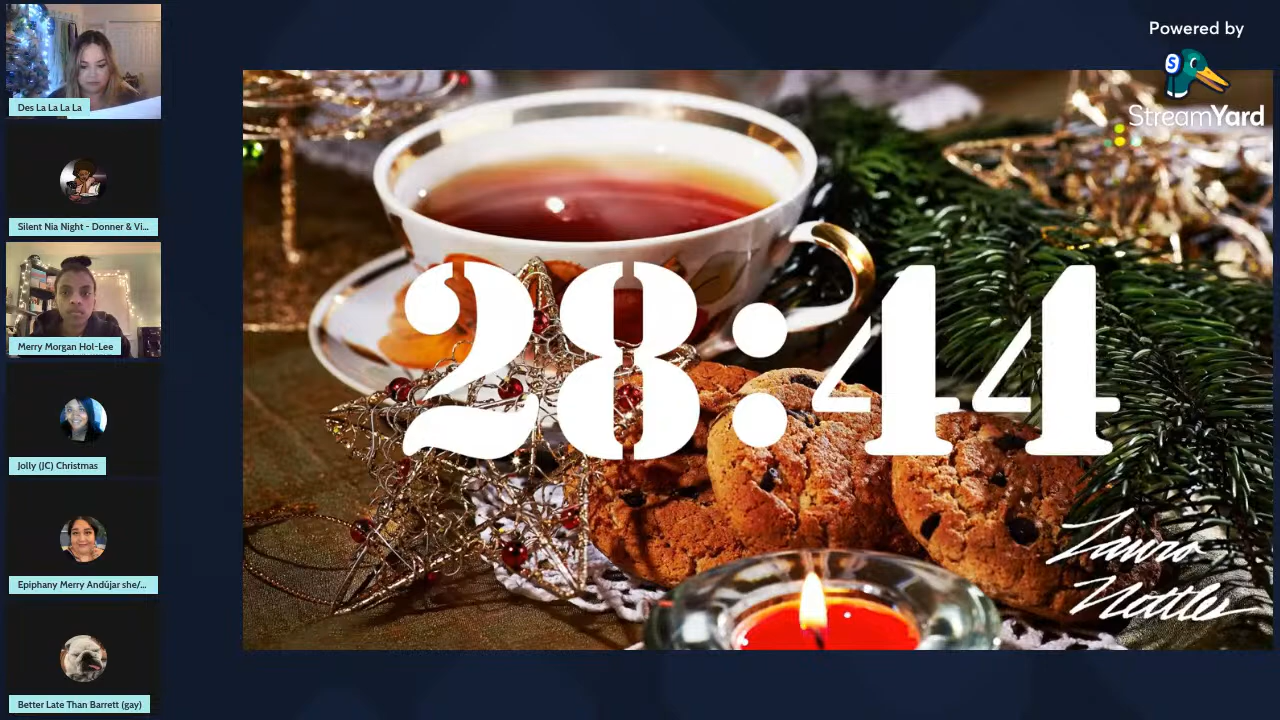 Des La La La La
Silent Nia Night - Donner & Vi...
Merry Morgan Hol-Lee
Jolly (JC) Christmas
Epiphany Merry Andújar she/...
Better Late Than Barrett (gay)
Powered by
S
StreamYard
28:44
Laura
Nettles